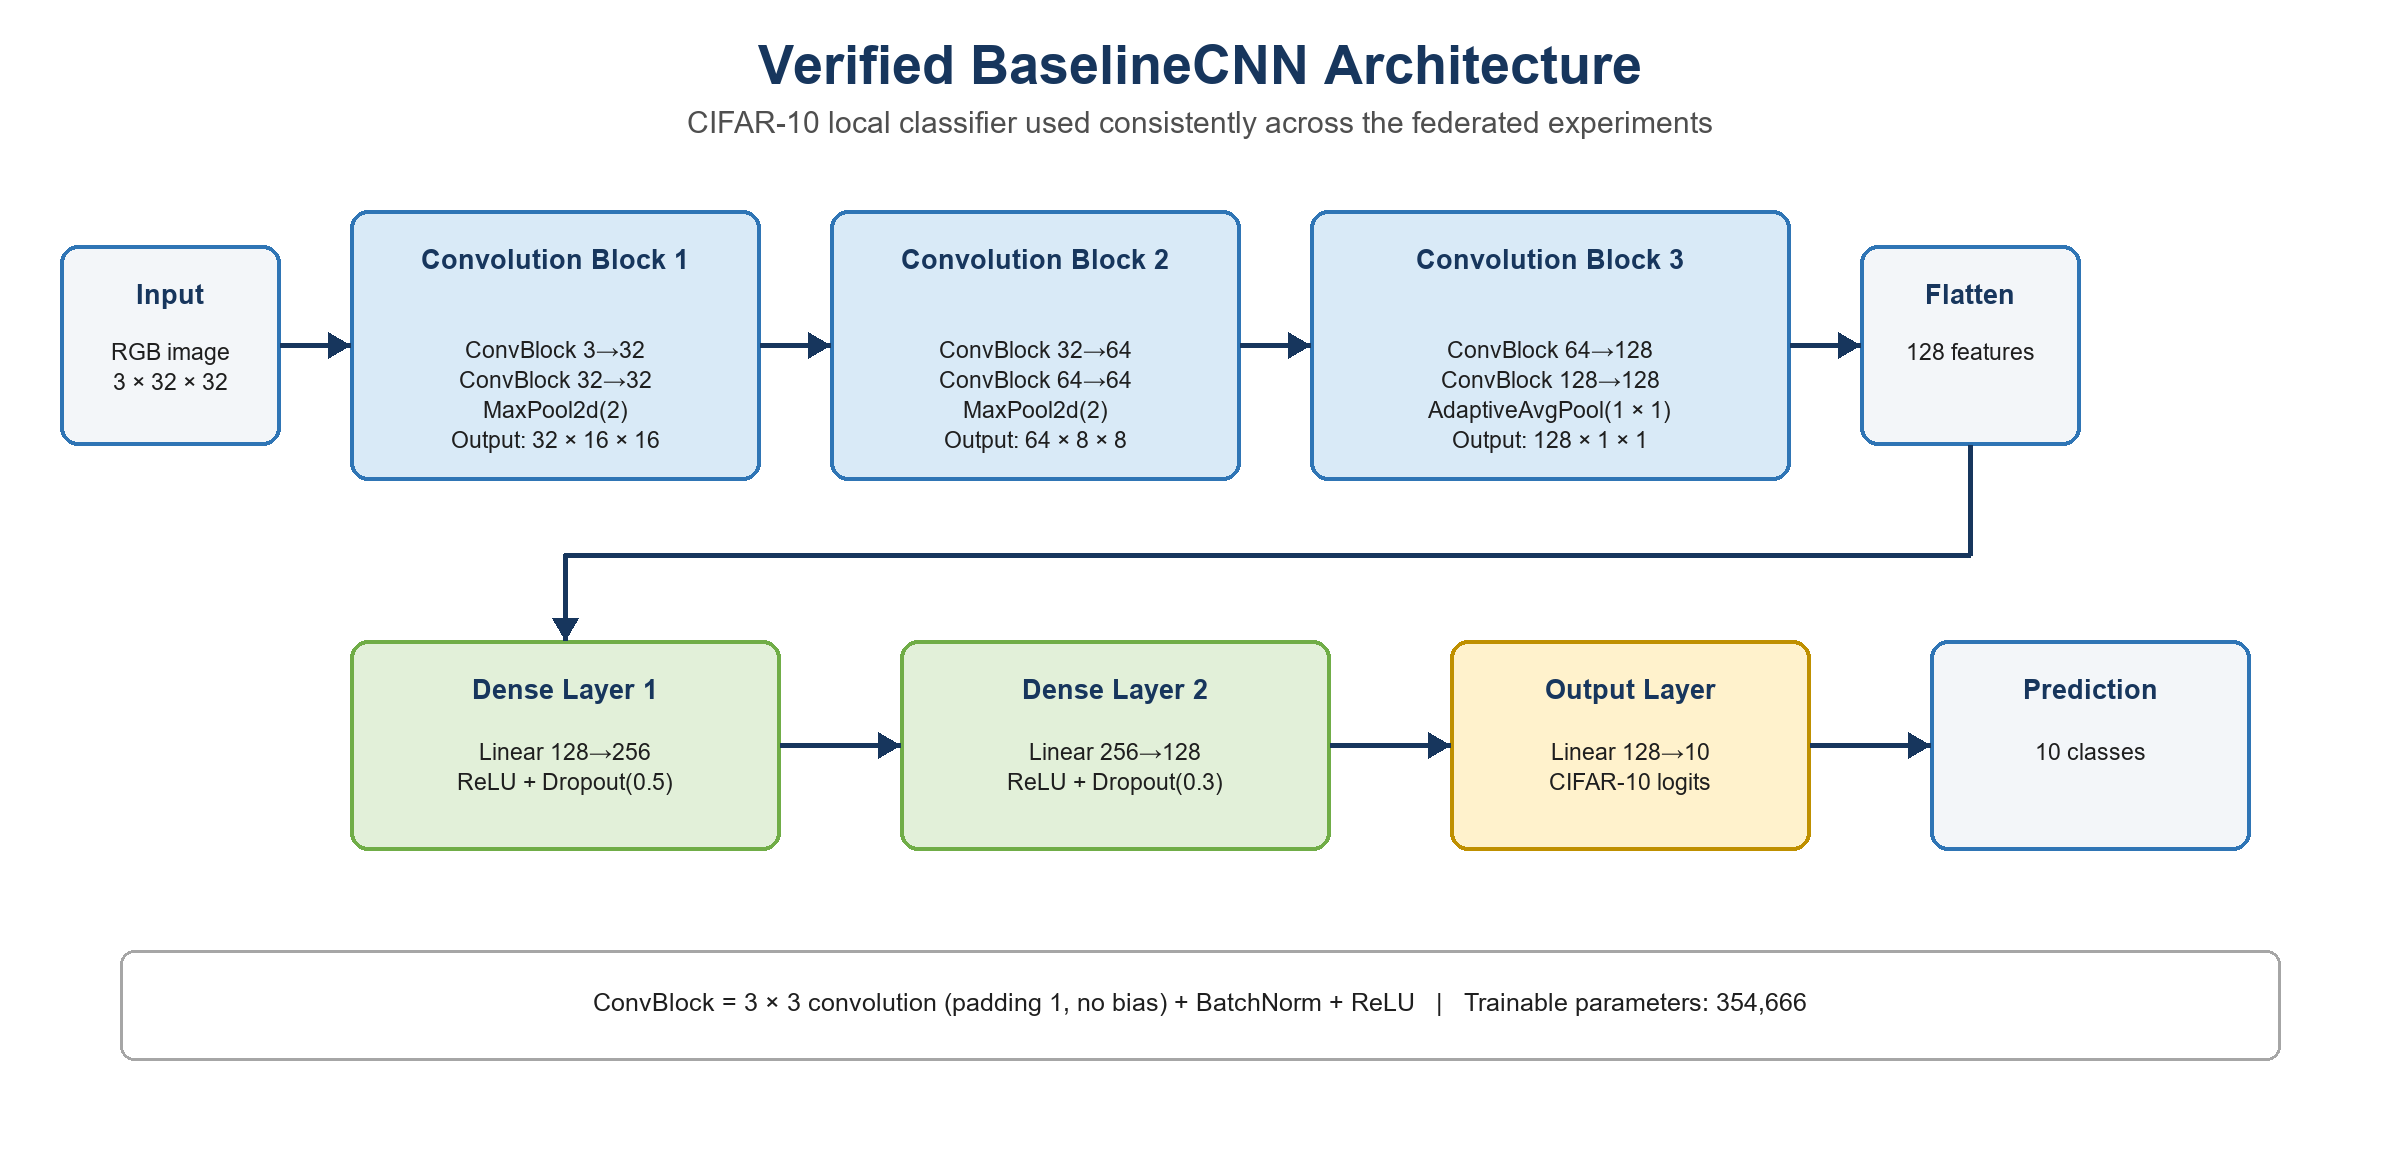 Verified BaselineCNN Architecture
CIFAR-10 local classifier used consistently across the federated experiments
Input
RGB image
3 × 32 × 32
Convolution Block 1
ConvBlock 3→32
ConvBlock 32→32
MaxPool2d(2)
Output: 32 × 16 × 16
Convolution Block 2
ConvBlock 32→64
ConvBlock 64→64
MaxPool2d(2)
Output: 64 × 8 × 8
Convolution Block 3
ConvBlock 64→128
ConvBlock 128→128
AdaptiveAvgPool(1 × 1)
Output: 128 × 1 × 1
Flatten
128 features
Dense Layer 1
Linear 128→256
ReLU + Dropout(0.5)
Dense Layer 2
Linear 256→128
ReLU + Dropout(0.3)
Output Layer
Linear 128→10
CIFAR-10 logits
Prediction
10 classes
ConvBlock = 3 × 3 convolution (padding 1, no bias) + BatchNorm + ReLU | Trainable parameters: 354,666